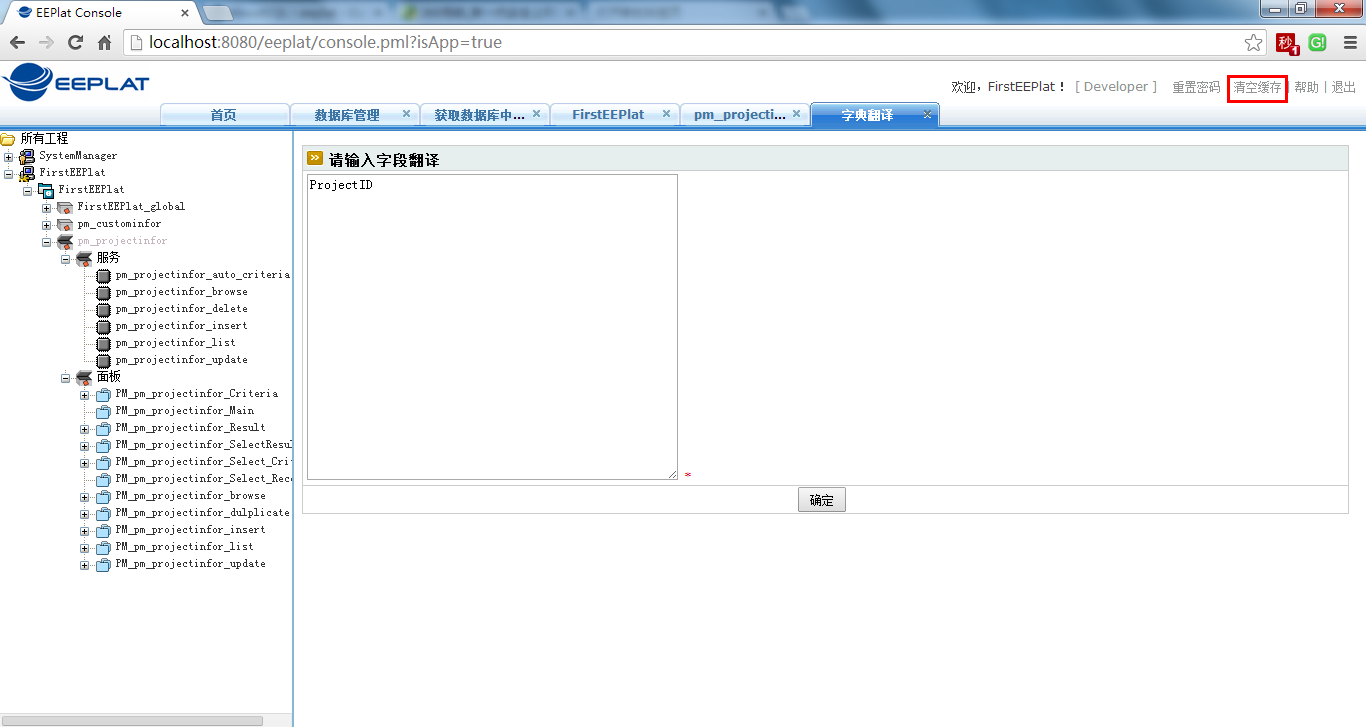 EEPlat Console
localhost:8080/eeplat/console.pml?isApp=true
秒 1 G!
EEPLAT
欢迎，FirstEEPlat！ [ Developer ] 重置密码 清空缓存 | 帮助 | 退出
首页 数据库管理 获取数据库中... FirstEEPlat pm_projecti... 字典翻译
所有工程
SystemManager
FirstEEPlat
FirstEEPlat
FirstEEPlat_global
pm_custominfor
pm_projectinfor
服务
pm_projectinfor_auto_criteria
pm_projectinfor_browse
pm_projectinfor_delete
pm_projectinfor_insert
pm_projectinfor_list
pm_projectinfor_update
面板
PM_pm_projectinfor_Criteria
PM_pm_projectinfor_Main
PM_pm_projectinfor_Result
PM_pm_projectinfor_SelectResul
PM_pm_projectinfor_Select_Cri
PM_pm_projectinfor_Select_Rec
PM_pm_projectinfor_browse
PM_pm_projectinfor_dulplicate
PM_pm_projectinfor_insert
PM_pm_projectinfor_list
PM_pm_projectinfor_update
请输入字段翻译
ProjectID
*
确定